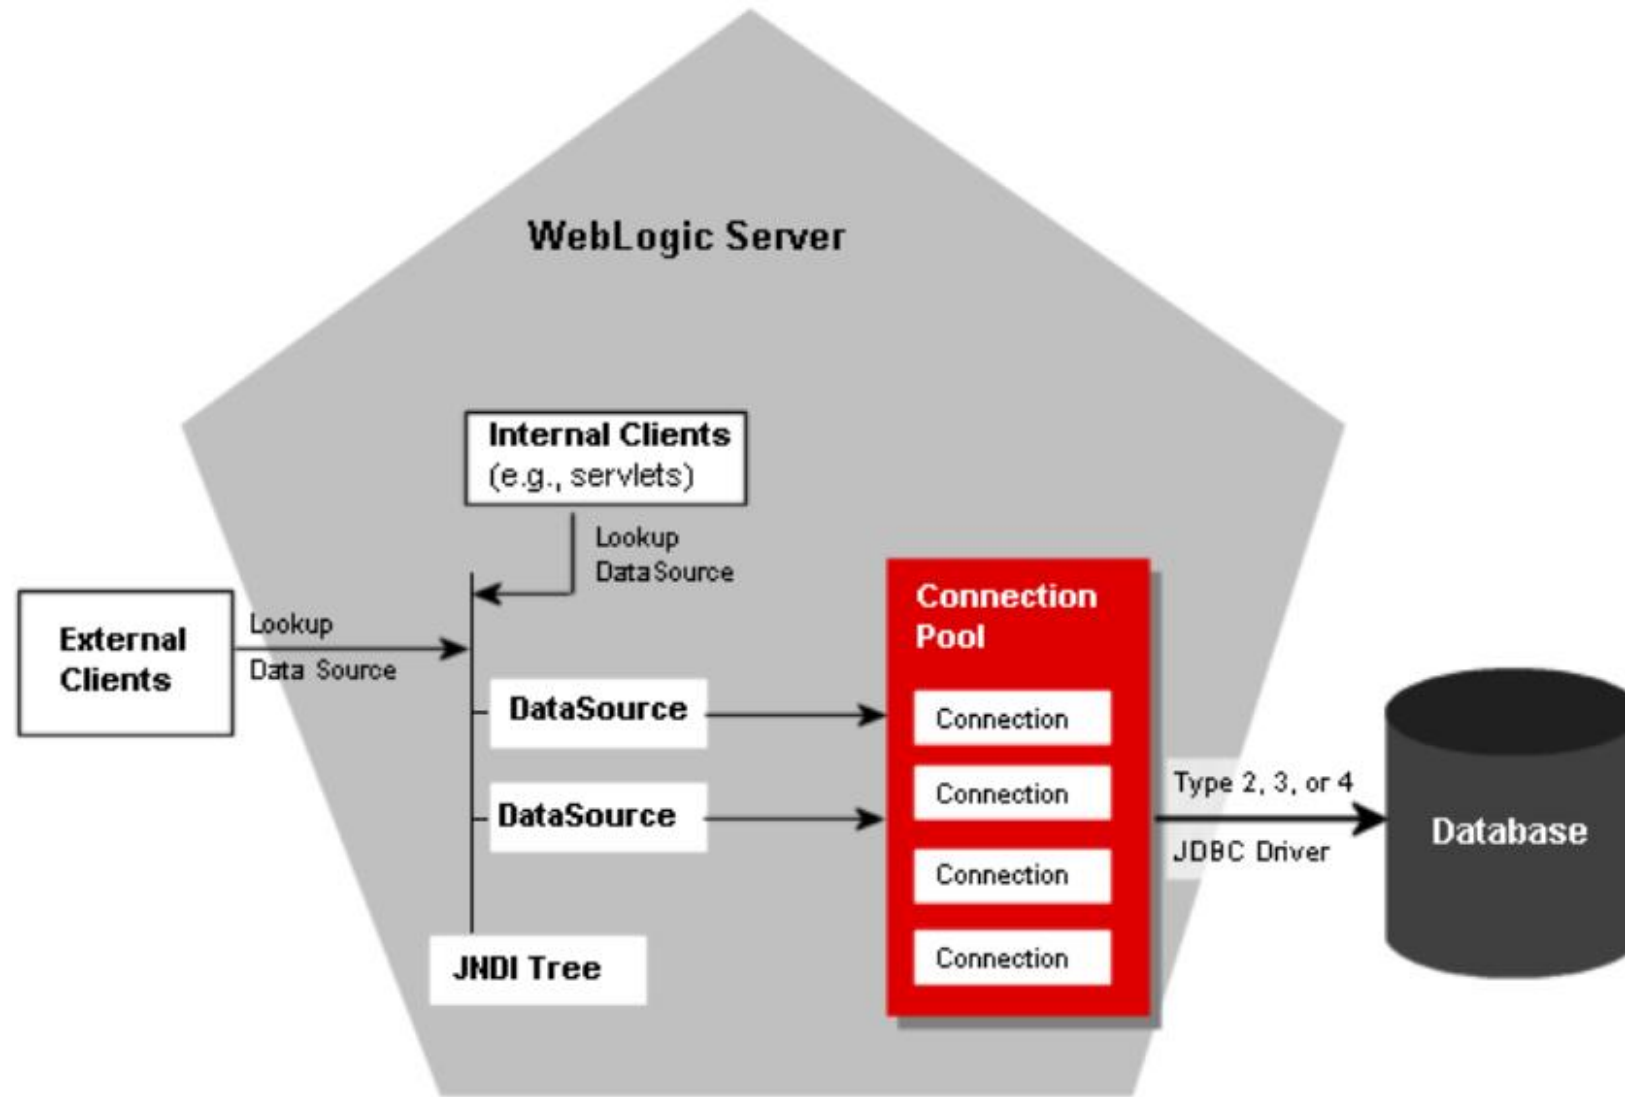 WebLogic Server
Internal Clients
(e.g., servlets)
Lookup
DataSource
External
Clients
Lookup
Data Source
DataSource
DataSource
JNDI Tree
Connection
Pool
Connection
Connection
Connection
Connection
Type 2, 3, or 4
JDBC Driver
Database